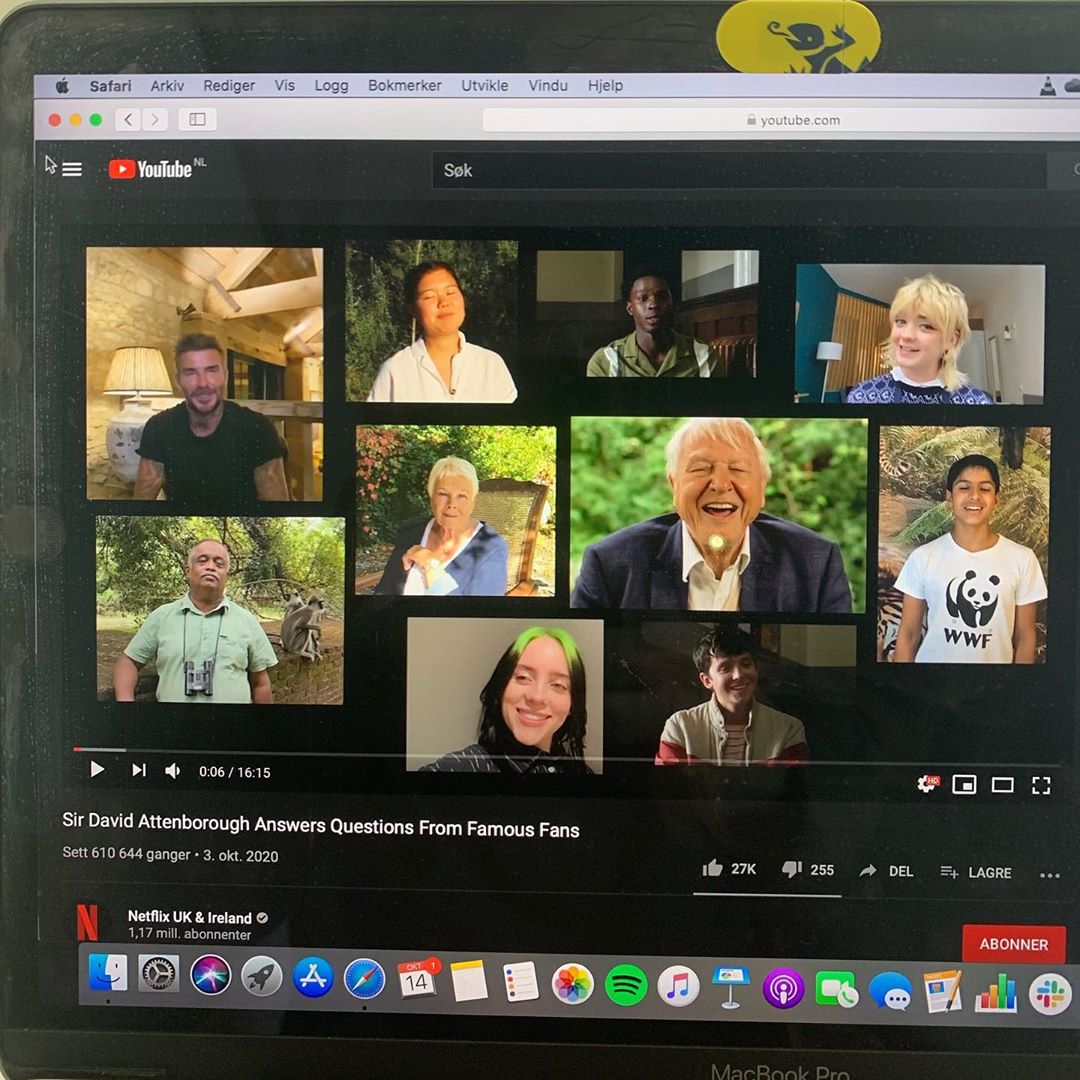 Safari Arkiv Rediger Vis Logg Bokmerker Utvikle Vindu Hjelp
youtube.com
YouTube NL
Søk
WWF
0:06 / 16:15
HD
Sir David Attenborough Answers Questions From Famous Fans
Sett 610 644 ganger • 3. okt. 2020
27K 255 DEL LAGRE
Netflix UK & Ireland
1,17 mill. abonnenter
ABONNER
OKT. 1
14
MacBook Pro